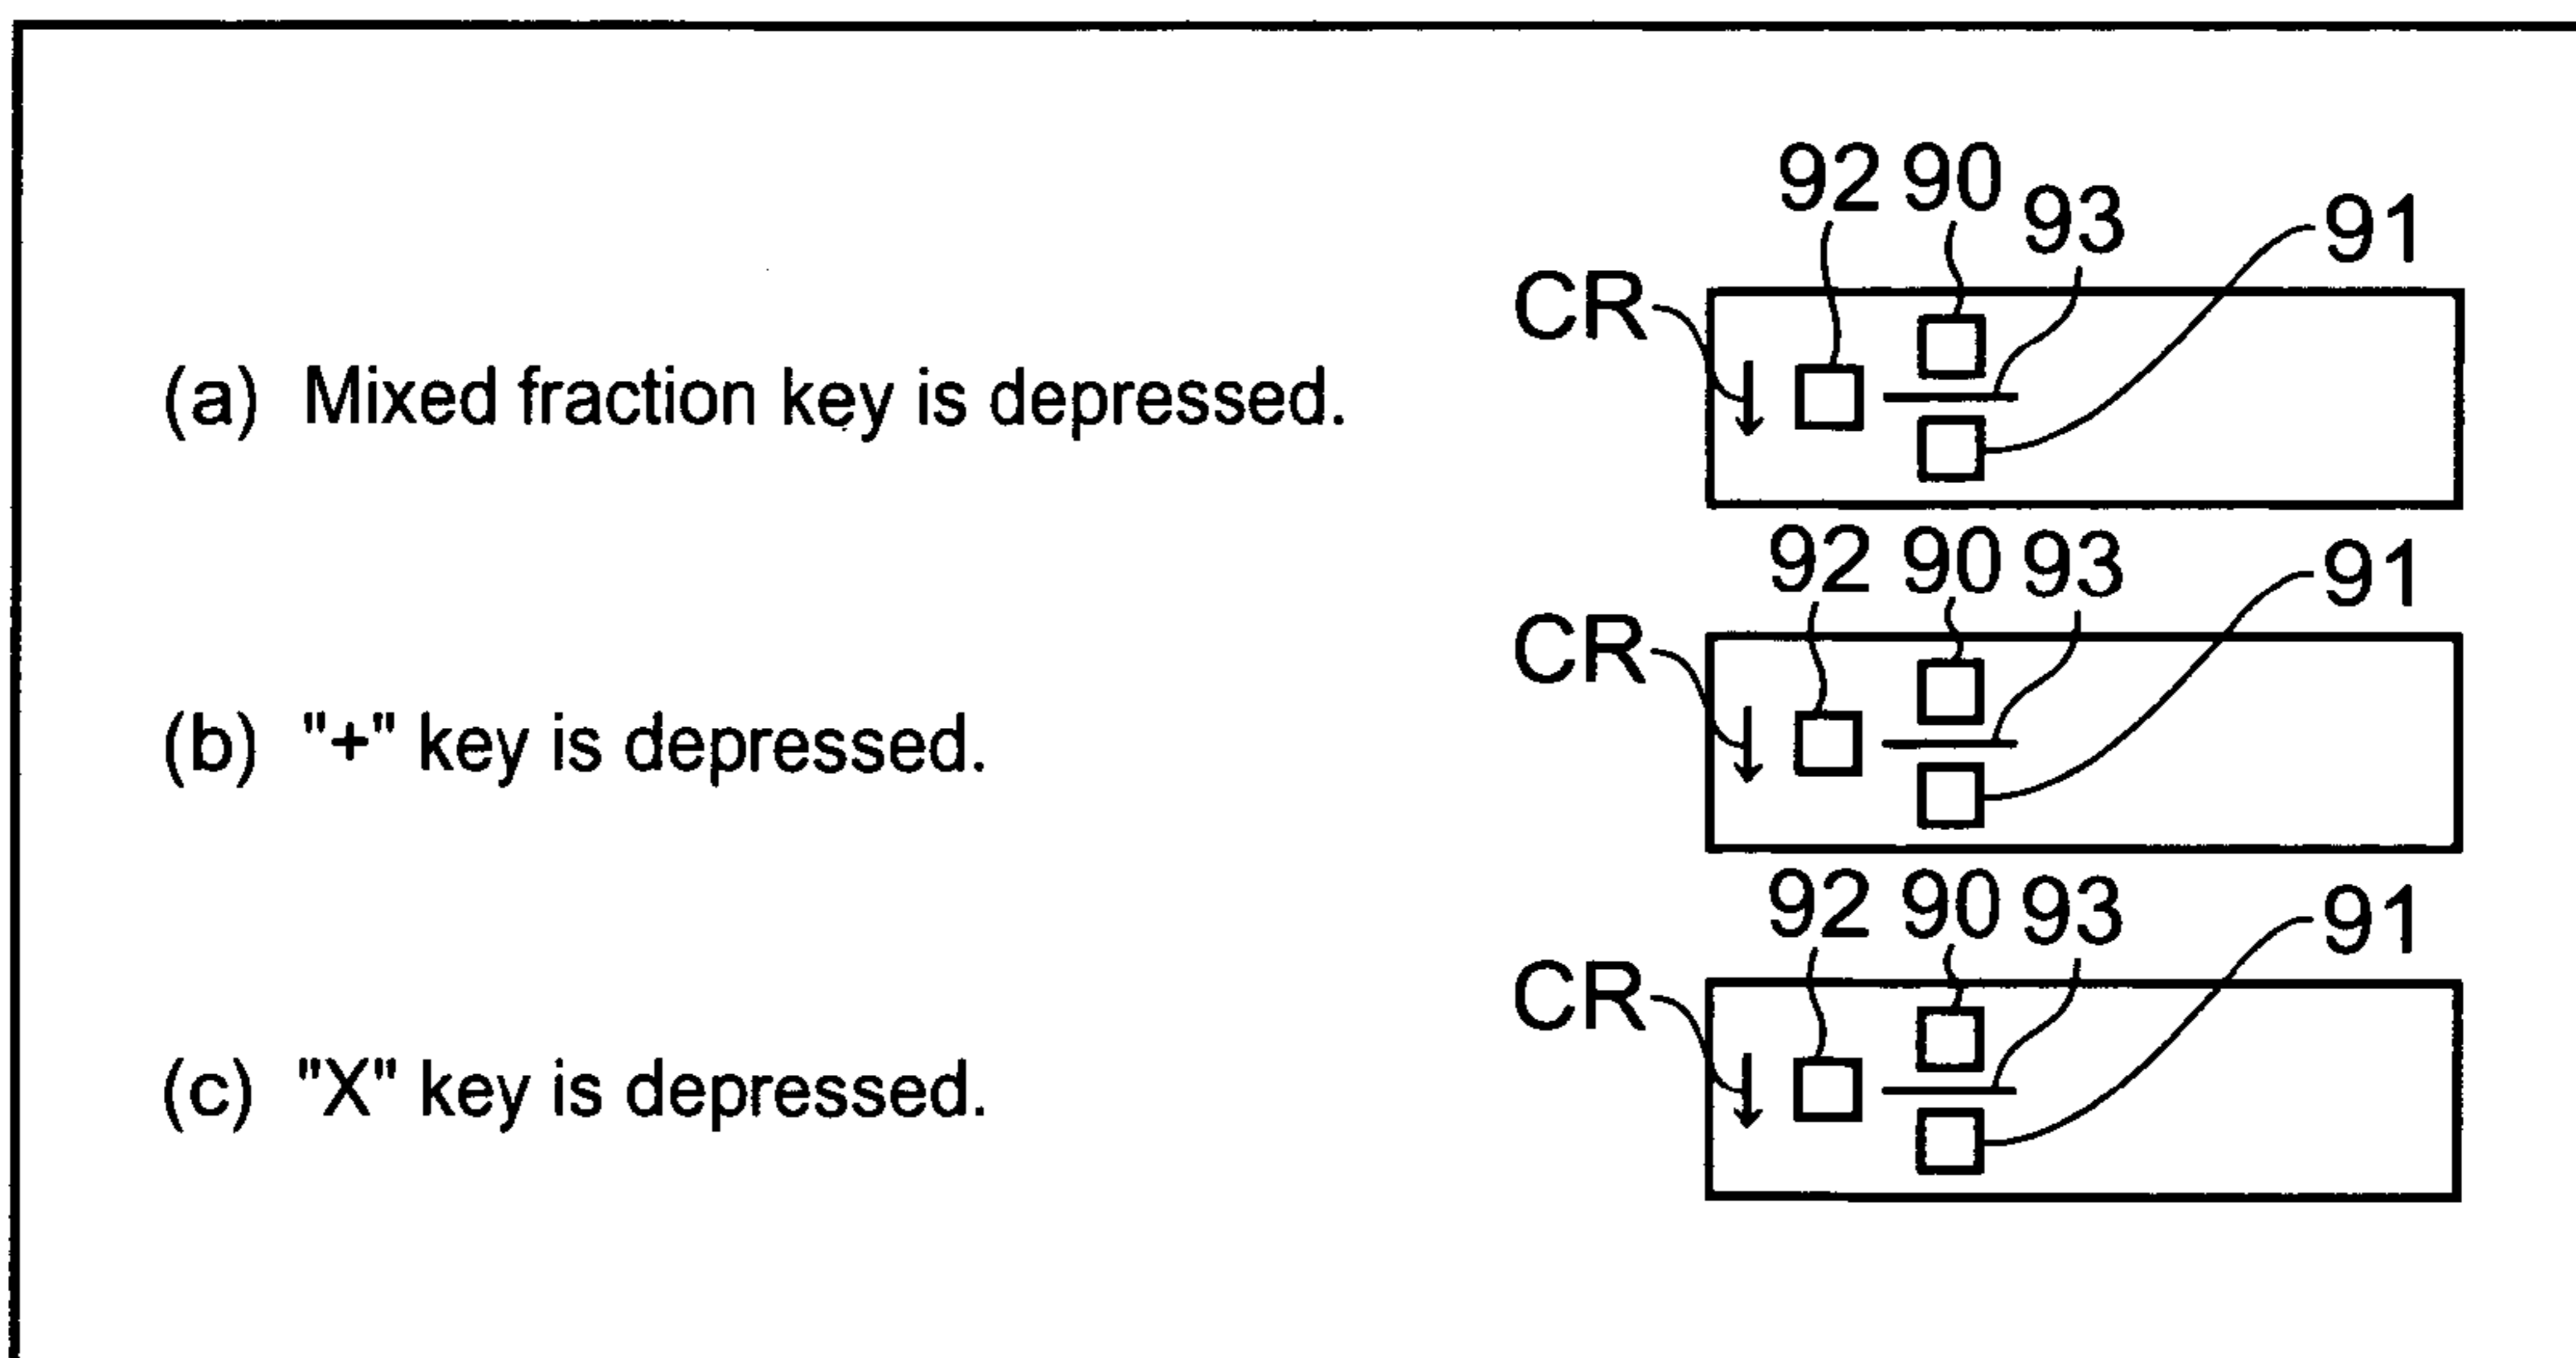 92 90 93 91
CR
(a) Mixed fraction key is depressed.
92 90 93 91
CR
(b) "+" key is depressed.
92 90 93 91
CR
(c) "X" key is depressed.